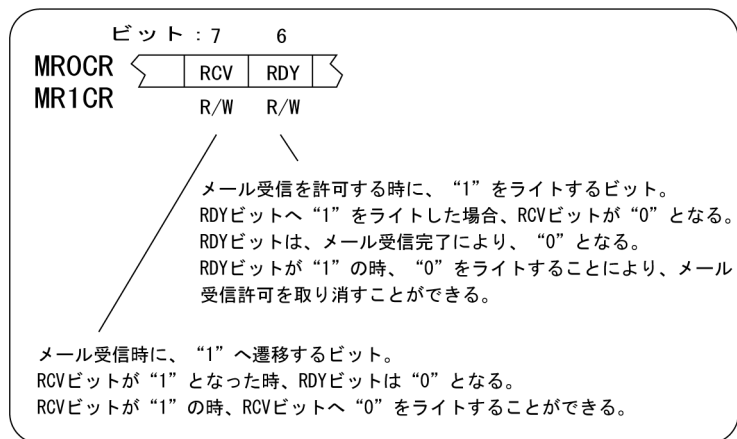 ビット : 7 6
MR0CR RCV RDY
MR1CR R/W R/W
メール受信を許可する時に、“1”をライトするビット。
RDYビットへ“1”をライトした場合、RCVビットが“0”となる。
RDYビットは、メール受信完了により、“0”となる。
RDYビットが“1”の時、“0”をライトすることにより、メール
受信許可を取り消すことができる。
メール受信時に、“1”へ遷移するビット。
RCVビットが“1”となった時、RDYビットは“0”となる。
RCVビットが“1”の時、RCVビットへ“0”をライトすることができる。